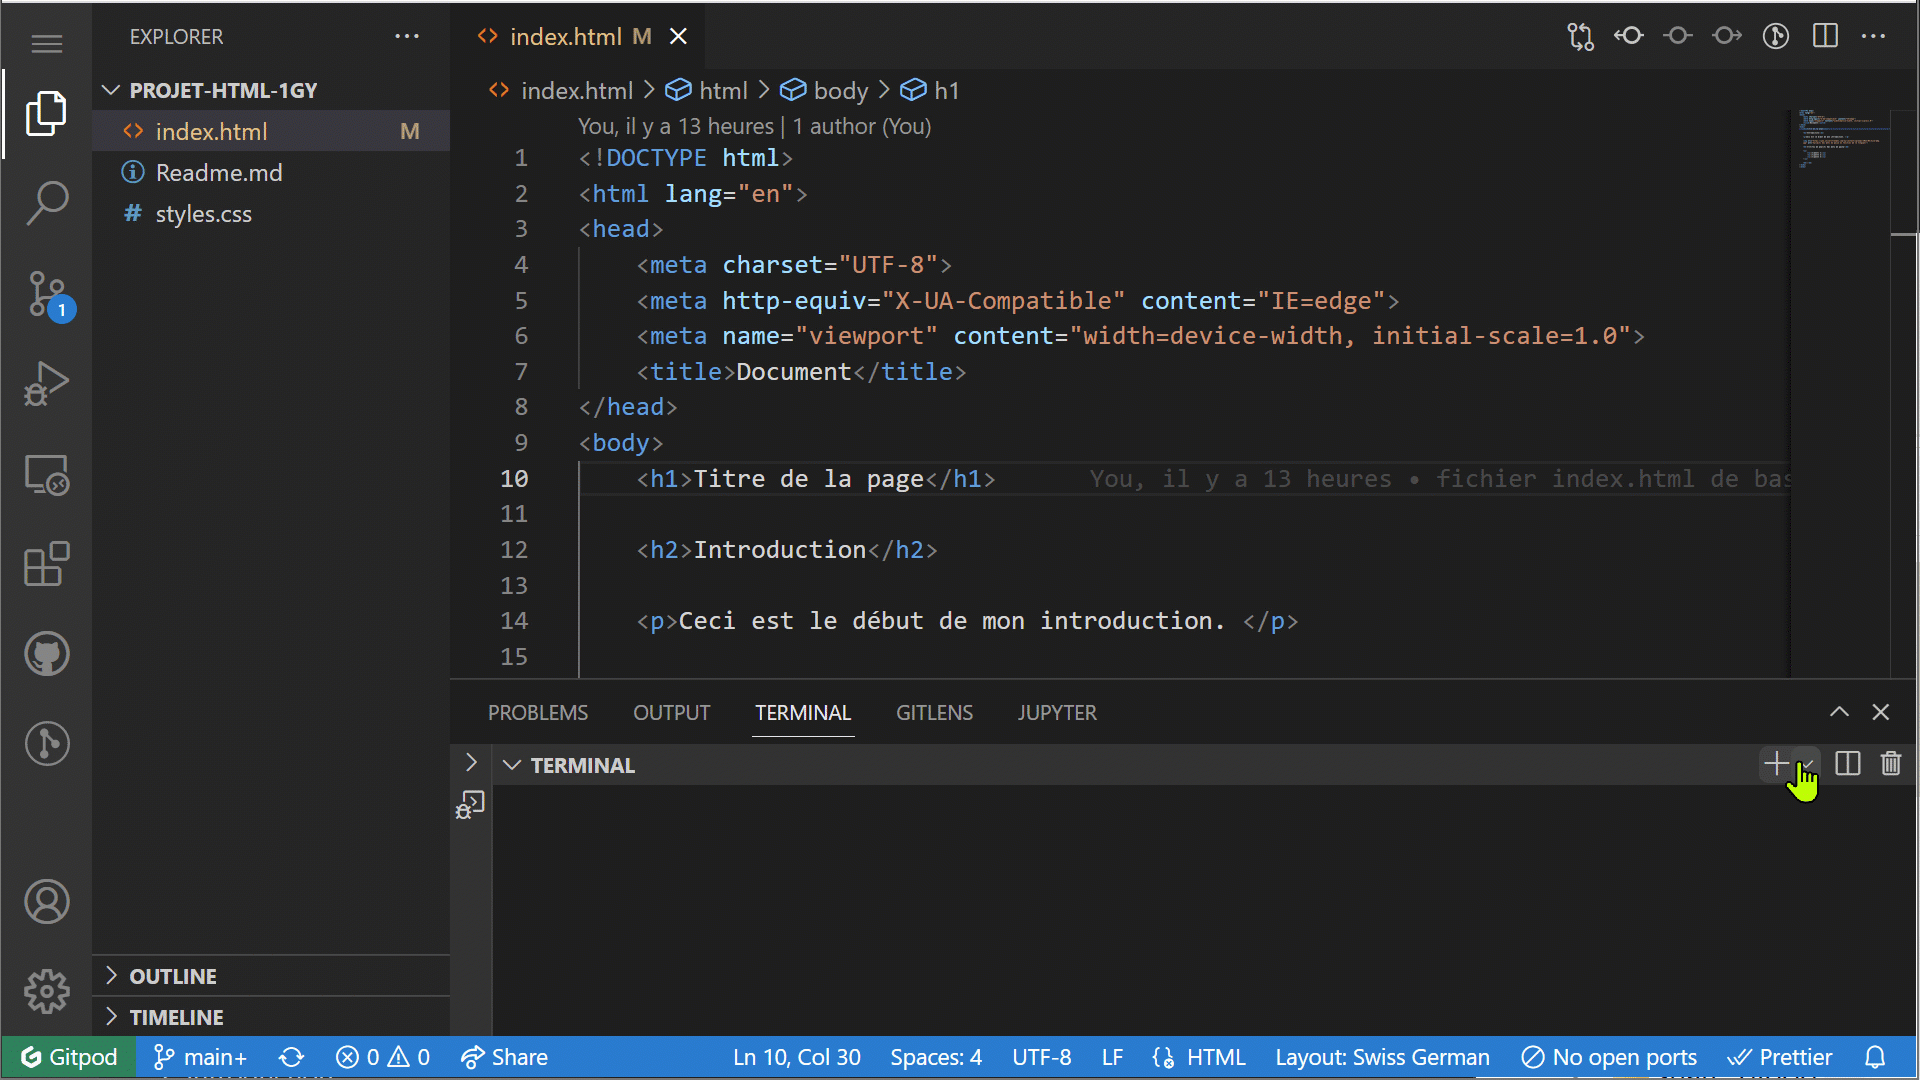 EXPLORER
PROJET-HTML-1GY
index.html M
Readme.md
styles.css
OUTLINE
TIMELINE
1
index.html M
index.html > html > body > h1
You, il y a 13 heures | 1 author (You)
1 <!DOCTYPE html>
2 <html lang="en">
3 <head>
4 <meta charset="UTF-8">
5 <meta http-equiv="X-UA-Compatible" content="IE=edge">
6 <meta name="viewport" content="width=device-width, initial-scale=1.0">
7 <title>Document</title>
8 </head>
9 <body>
10 <h1>Titre de la page</h1> You, il y a 13 heures • fichier index.html de bas
11
12 <h2>Introduction</h2>
13
14 <p>Ceci est le début de mon introduction. </p>
15
PROBLEMS OUTPUT TERMINAL GITLENS JUPYTER
TERMINAL
Gitpod main+ 0 0 Share Ln 10, Col 30 Spaces: 4 UTF-8 LF HTML Layout: Swiss German No open ports Prettier